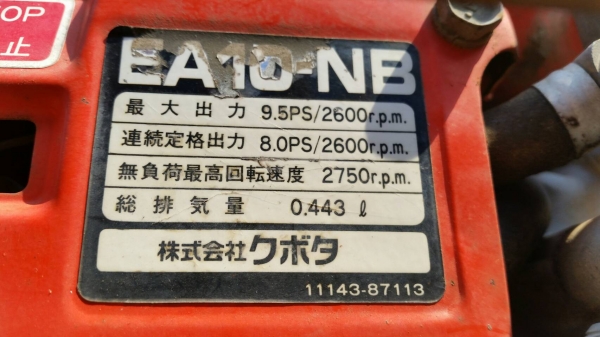 OP
止
EA10-NB
最大出力 9.5PS/2600r.p.m.
連続定格出力 8.0PS/2600r.p.m.
無負荷最高回転速度 2750r.p.m.
総排気量 0.443 ℓ
株式会社クボタ
11143-87113